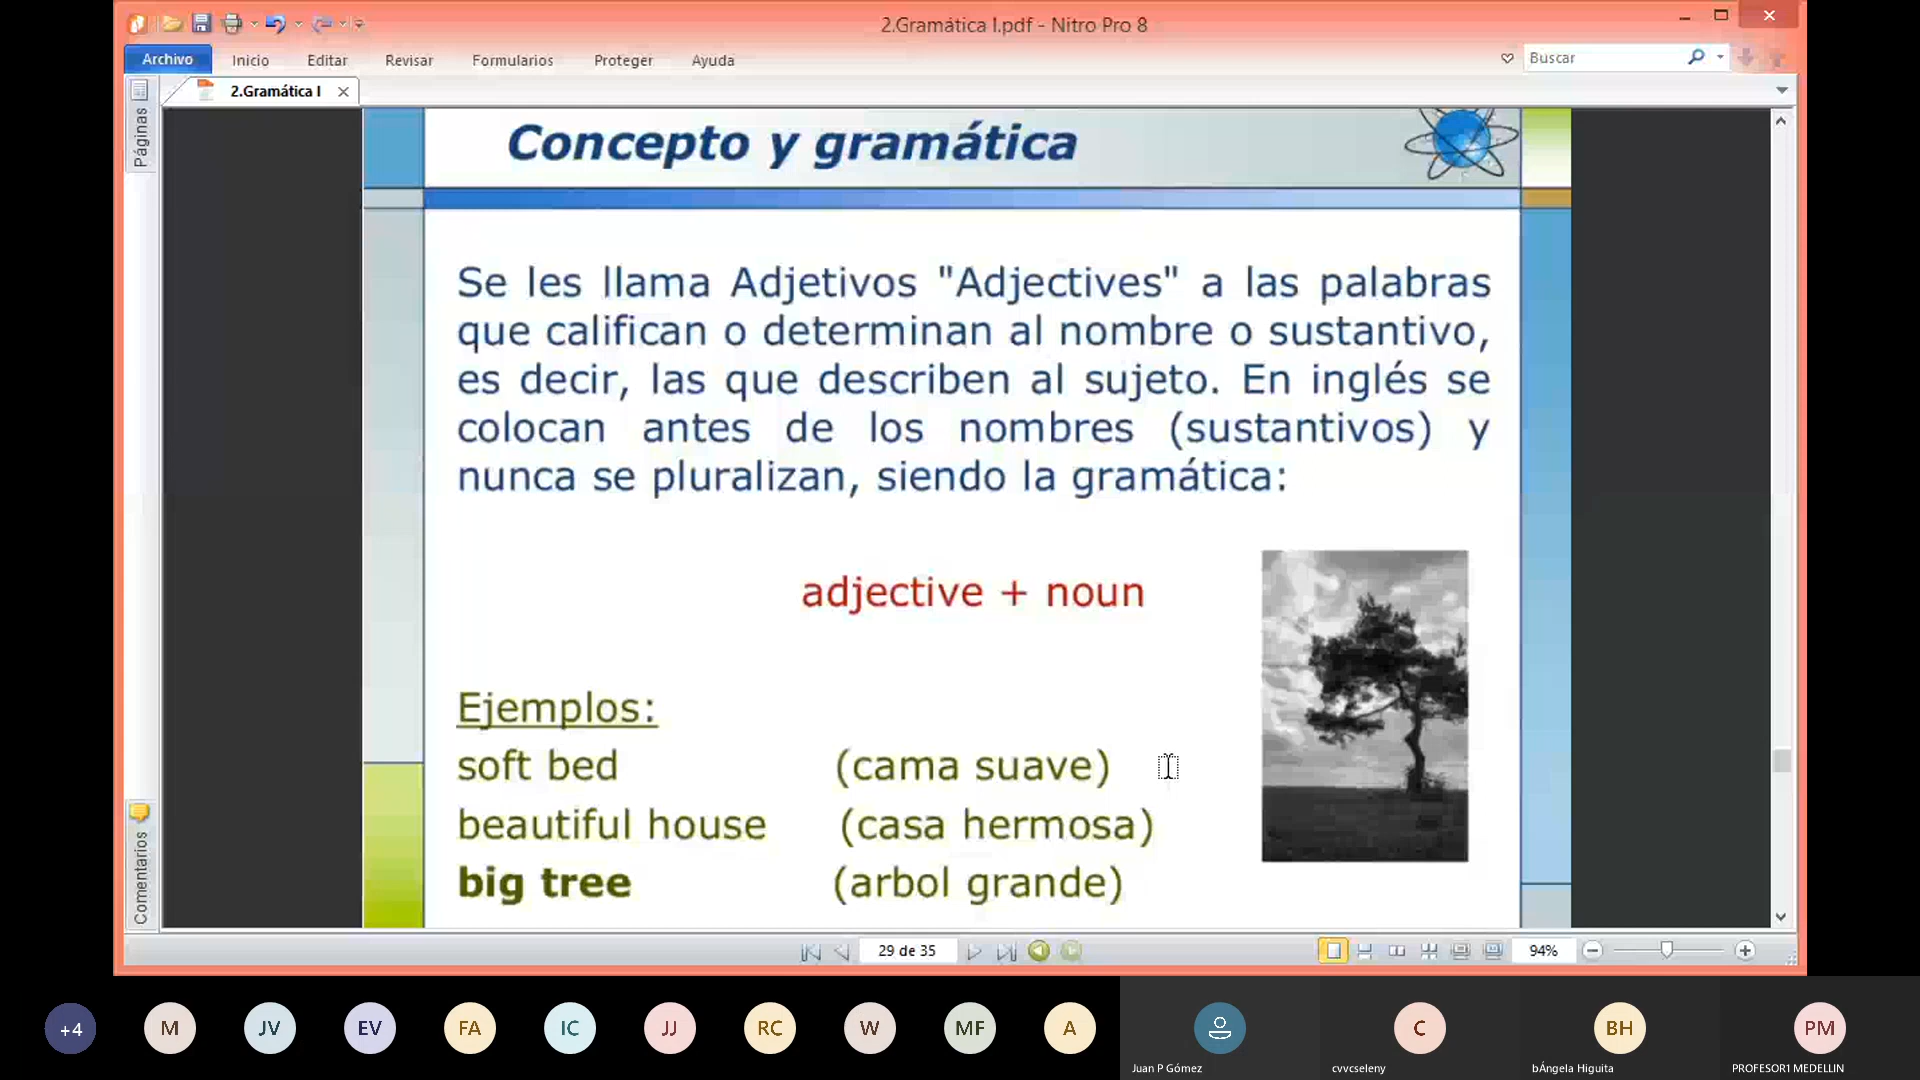 2.Gramática I.pdf - Nitro Pro 8
Archivo Inicio Editar Revisar Formularios Proteger Ayuda Buscar
2.Gramática I
Páginas
Concepto y gramática
Se les llama Adjetivos "Adjectives" a las palabras
que califican o determinan al nombre o sustantivo,
es decir, las que describen al sujeto. En inglés se
colocan antes de los nombres (sustantivos) y
nunca se pluralizan, siendo la gramática:
adjective + noun
Ejemplos:
soft bed (cama suave)
beautiful house (casa hermosa)
big tree (arbol grande)
Comentarios
29 de 35 94%
+4 M JV EV FA IC JJ RC W MF A C BH PM
Juan P Gómez cvvcseleny bÁngela Higuita PROFESOR1 MEDELLIN